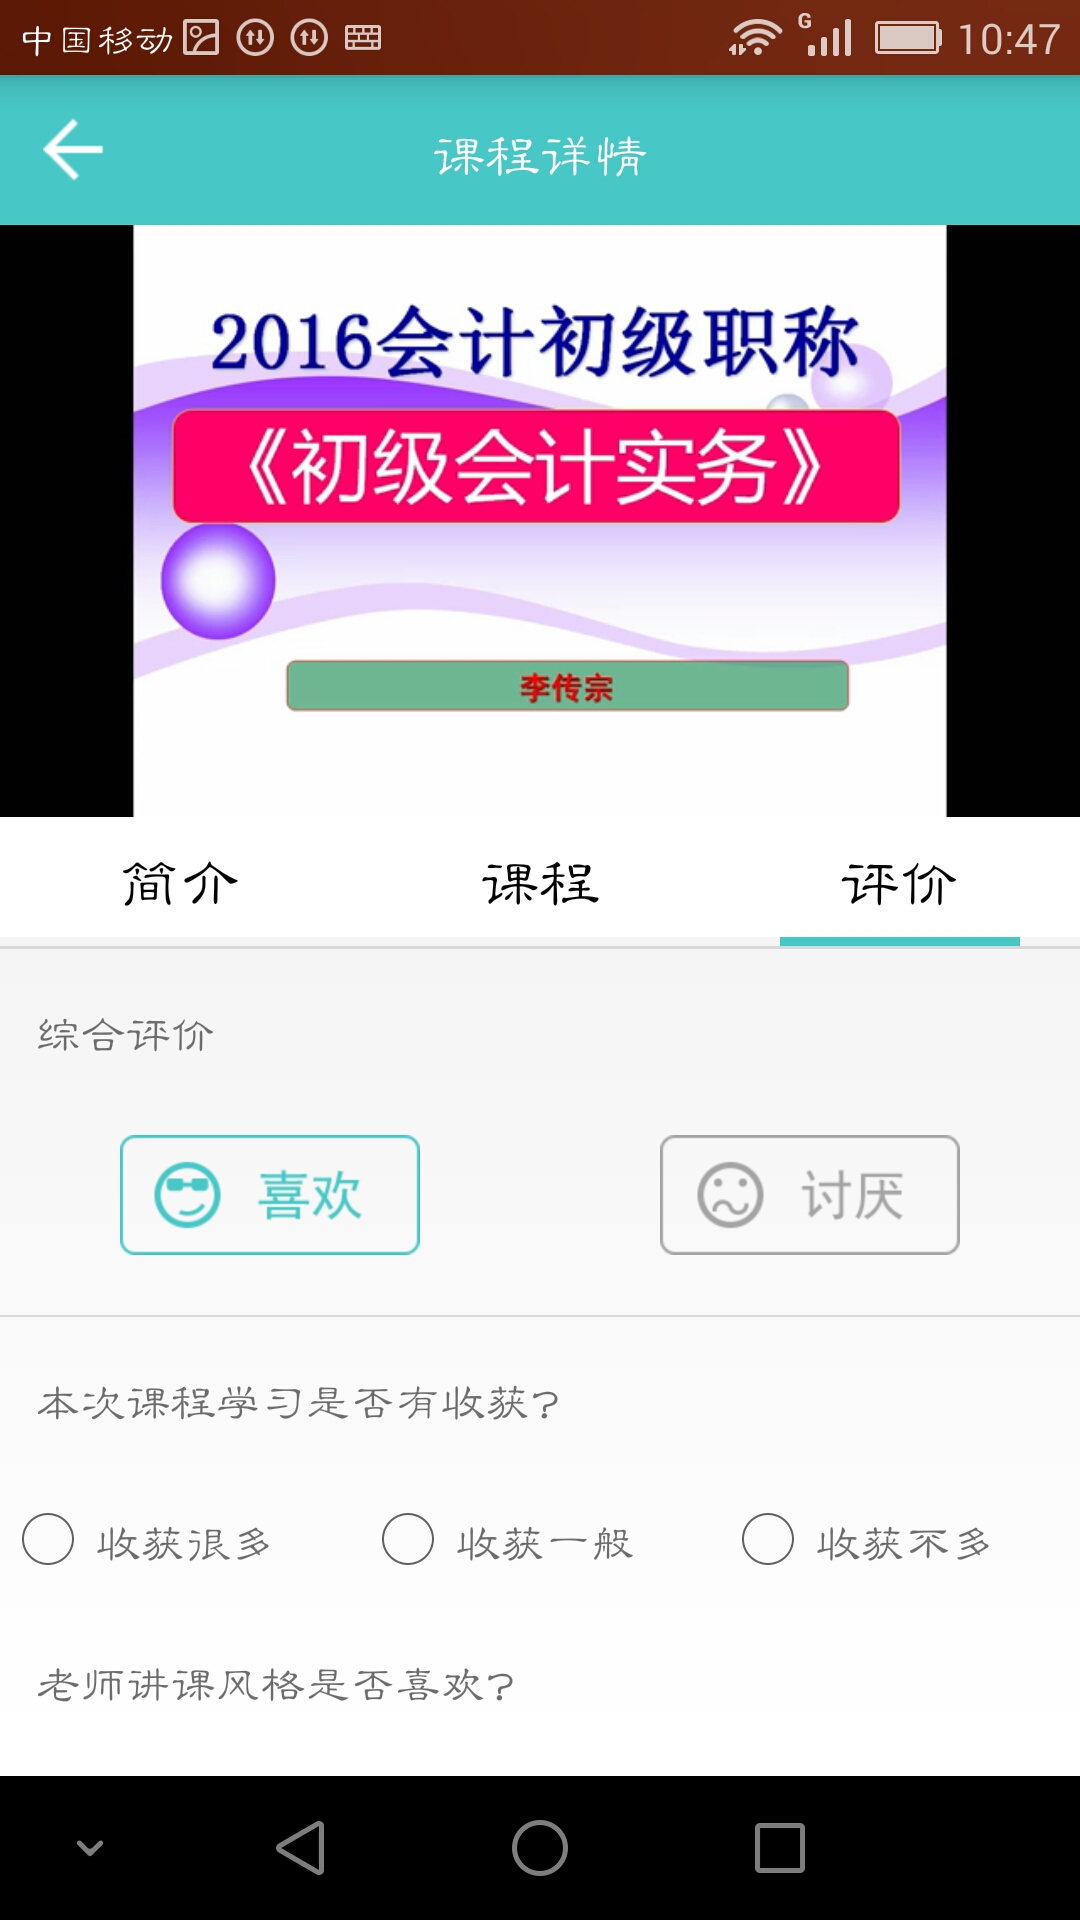 中国移动 G 10:47
课程详情
2016会计初级职称
《初级会计实务》
李传宗
简介 课程 评价
综合评价
喜欢 讨厌
本次课程学习是否有收获?
收获很多 收获一般 收获不多
老师讲课风格是否喜欢?